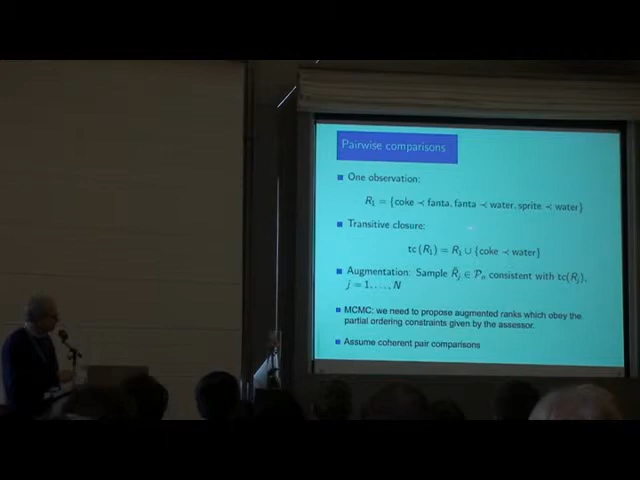 Pairwise comparisons
One observation:
R₁ = {coke ≺ fanta, fanta ≺ water, sprite ≺ water}
Transitive closure:
tc(R₁) = R₁ ∪ {coke ≺ water}
Augmentation: Sample R̃ⱼ ∈ 𝒫ₙ consistent with tc(Rⱼ),
j = 1, . . . , N
MCMC: we need to propose augmented ranks which obey the
partial ordering constraints given by the assessor.
Assume coherent pair comparisons